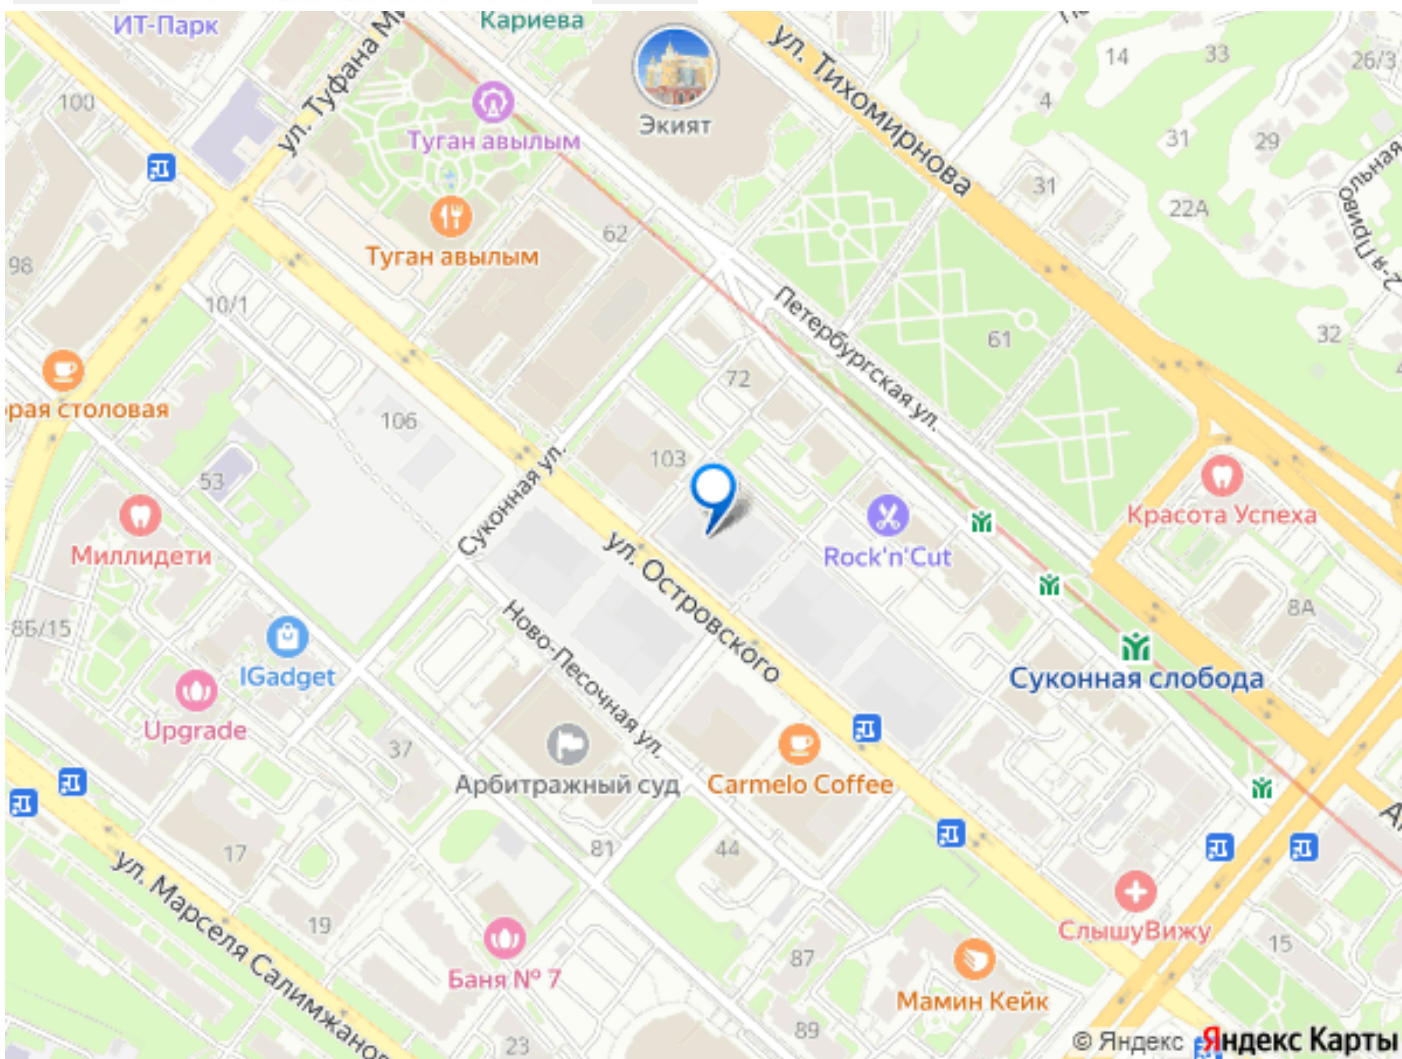 ИТ-Парк
Кариева
ул. Туфана Ми
ул. Тихомирнова
Экият
Туган авылым
Туган авылым
100
14
33
26/3
4
31
29
31
22А
2-я Привольная
62
98
10/1
Петербургская ул.
61
32
72
рая столовая
106
103
53
Суконная ул.
Миллидети
Rock'n'Cut
Красота Успеха
ул. Островского
8Б/15
IGadget
Ново-Песочная ул.
8А
Суконная слобода
Upgrade
37
Арбитражный суд
Carmelo Coffee
17
81
44
ул. Марселя Салимжанов
19
СлышуВижу
15
Баня № 7
87
Мамин Кейк
23
89
© Яндекс Яндекс Карты